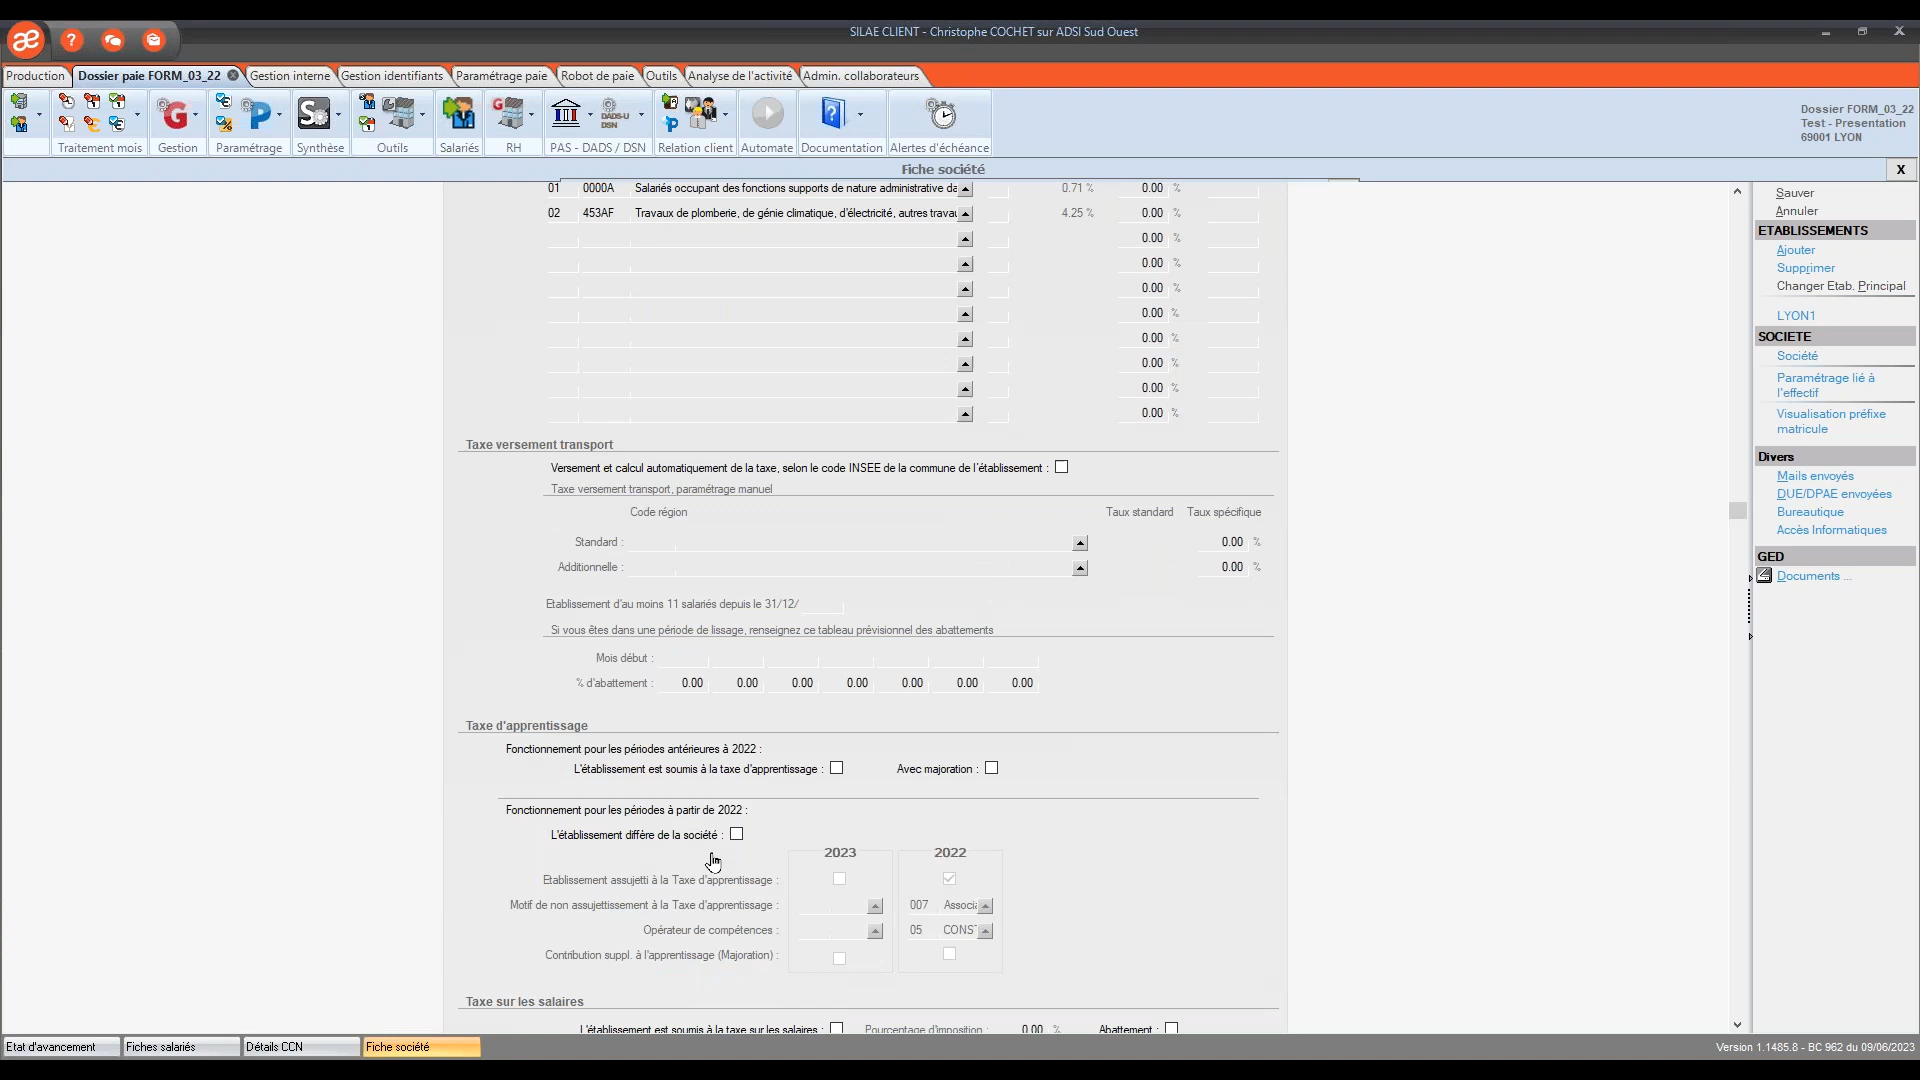 SILAE CLIENT - Christophe COCHET sur ADSI Sud Ouest
æ ?
Production Dossier paie FORM_03_22 Gestion interne Gestion identifiants Paramétrage paie Robot de paie Outils Analyse de l'activité Admin. collaborateurs
Traitement mois Gestion Paramétrage Synthèse Outils Salariés RH PAS - DADS / DSN Relation client Automate Documentation Alertes d'échéance
DADS-U
DSN
Dossier FORM_03_22
Test - Presentation
69001 LYON
Fiche société X
01 0000A Salariés occupant des fonctions supports de nature administrative da 0.71 % 0.00 %
02 453AF Travaux de plomberie, de génie climatique, d'électricité, autres travau 4.25 % 0.00 %
0.00 %
0.00 %
0.00 %
0.00 %
0.00 %
0.00 %
0.00 %
0.00 %
Taxe versement transport
Versement et calcul automatiquement de la taxe, selon le code INSEE de la commune de l'établissement :
Taxe versement transport, paramétrage manuel
Code région Taux standard Taux spécifique
Standard : 0.00 %
Additionnelle : 0.00 %
Etablissement d'au moins 11 salariés depuis le 31/12/
Si vous êtes dans une période de lissage, renseignez ce tableau prévisionnel des abattements
Mois début :
% d'abattement : 0.00 0.00 0.00 0.00 0.00 0.00 0.00
Taxe d'apprentissage
Fonctionnement pour les périodes antérieures à 2022 :
L'établissement est soumis à la taxe d'apprentissage : Avec majoration :
Fonctionnement pour les périodes à partir de 2022 :
L'établissement diffère de la société :
2023 2022
Etablissement assujetti à la Taxe d'apprentissage :
Motif de non assujettissement à la Taxe d'apprentissage : 007 Associ
Opérateur de compétences : 05 CONST
Contribution suppl. à l'apprentissage (Majoration) :
Taxe sur les salaires
L'établissement est soumis à la taxe sur les salaires : Pourcentage d'imposition : 0.00 % Abattement :
Sauver
Annuler
ETABLISSEMENTS
Ajouter
Supprimer
Changer Etab. Principal
LYON1
SOCIETE
Société
Paramétrage lié à
l'effectif
Visualisation préfixe
matricule
Divers
Mails envoyés
DUE/DPAE envoyées
Bureautique
Accès Informatiques
GED
Documents ...
Etat d'avancement Fiches salariés Détails CCN Fiche société
Version 1.1485.8 - BC 962 du 09/06/2023